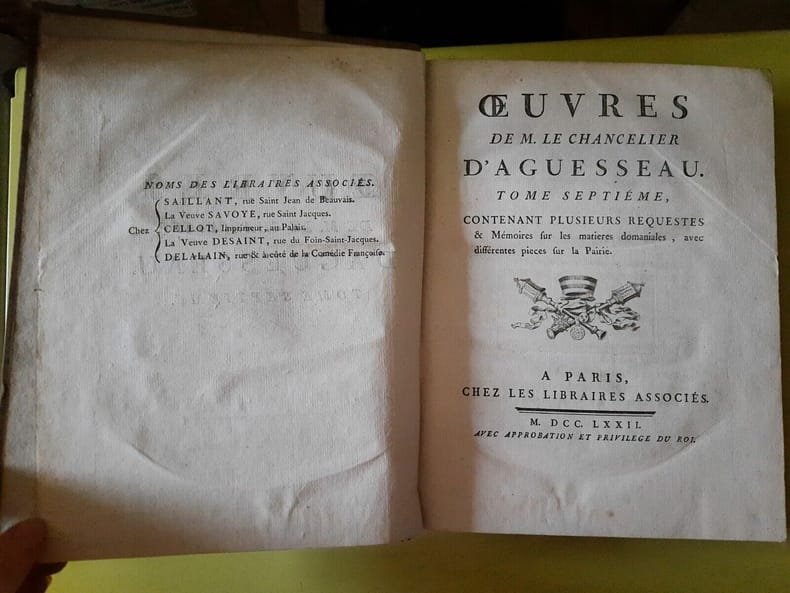 NOMS DES LIBRAIRES ASSOCIÉS.
SAILLANT, rue Saint Jean de Beauvais.
La Veuve SAVOYE, rue Saint Jacques.
Chez CELLOT, Imprimeur, au Palais.
La Veuve DESAINT, rue du Foin-Saint-Jacques.
DELALAIN, rue & à côté de la Comédie Françoise.
ŒUVRES
DE M. LE CHANCELIER
D'AGUESSEAU.
TOME SEPTIÉME,
CONTENANT PLUSIEURS REQUESTES
& Mémoires sur les matieres domaniales, avec
différentes pieces sur la Pairie.
A PARIS,
CHEZ LES LIBRAIRES ASSOCIÉS.
M. DCC. LXXII.
AVEC APPROBATION ET PRIVILEGE DU ROI.